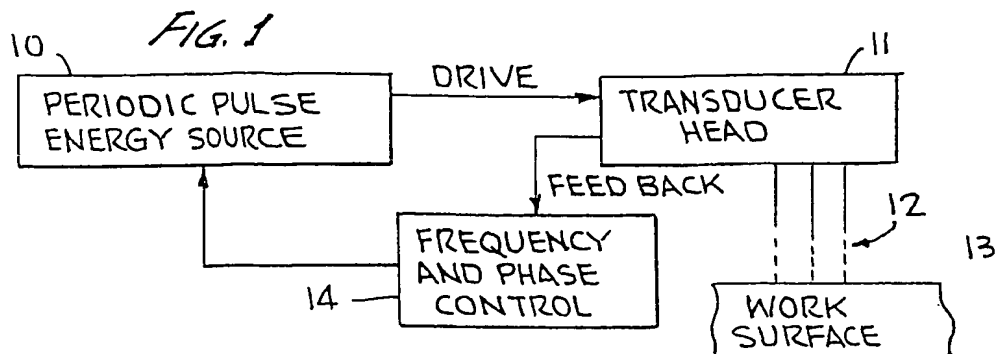 FIG. 1
10
11
PERIODIC PULSE
ENERGY SOURCE
DRIVE
TRANSDUCER
HEAD
FEED BACK
12
13
14
FREQUENCY
AND PHASE
CONTROL
WORK
SURFACE